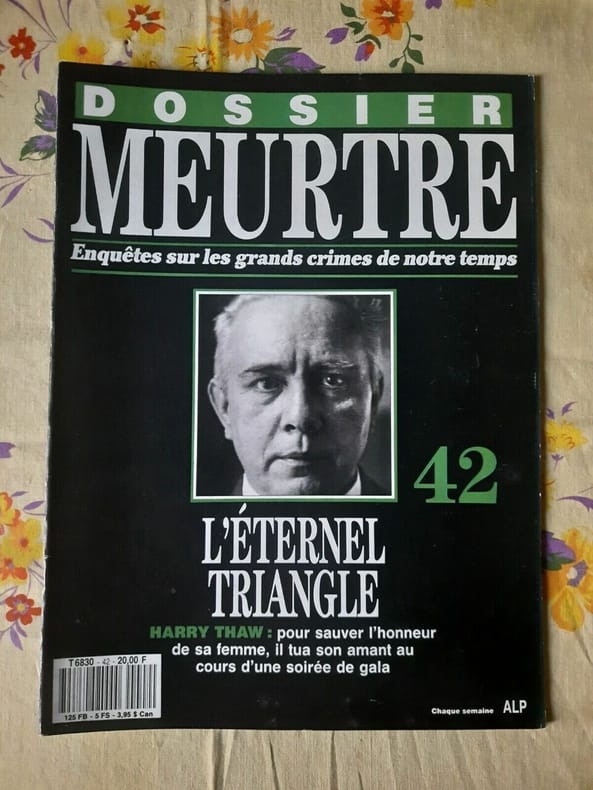 DOSSIER
MEURTRE
Enquêtes sur les grands crimes de notre temps
42
L'ÉTERNEL
TRIANGLE
HARRY THAW : pour sauver l'honneur
de sa femme, il tua son amant au
cours d'une soirée de gala
T 6830 - 42 - 20,00 F
125 FB - 5 FS - 3,95 $ Can
Chaque semaine ALP